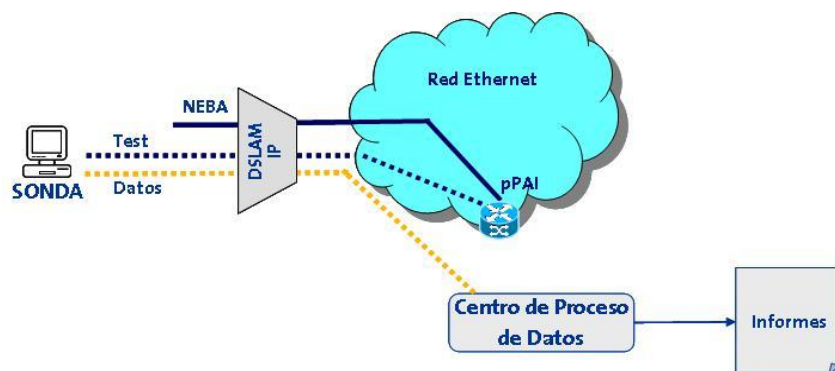 Red Ethernet
NEBA
Test
DSLAM
IP
SONDA
Datos
pPAI
Centro de Proceso
de Datos
Informes